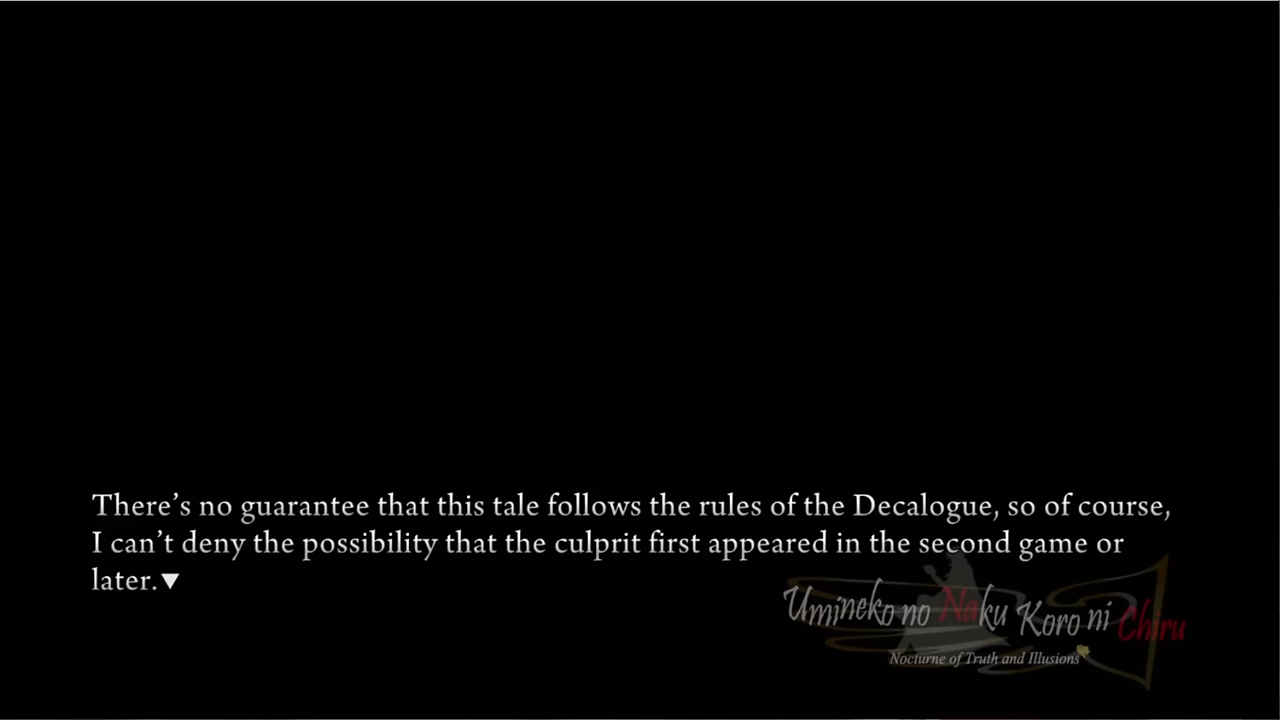 There’s no guarantee that this tale follows the rules of the Decalogue, so of course,
I can’t deny the possibility that the culprit first appeared in the second game or
later.▼
Umineko no Naku Koro ni Chiru
Nocturne of Truth and Illusions